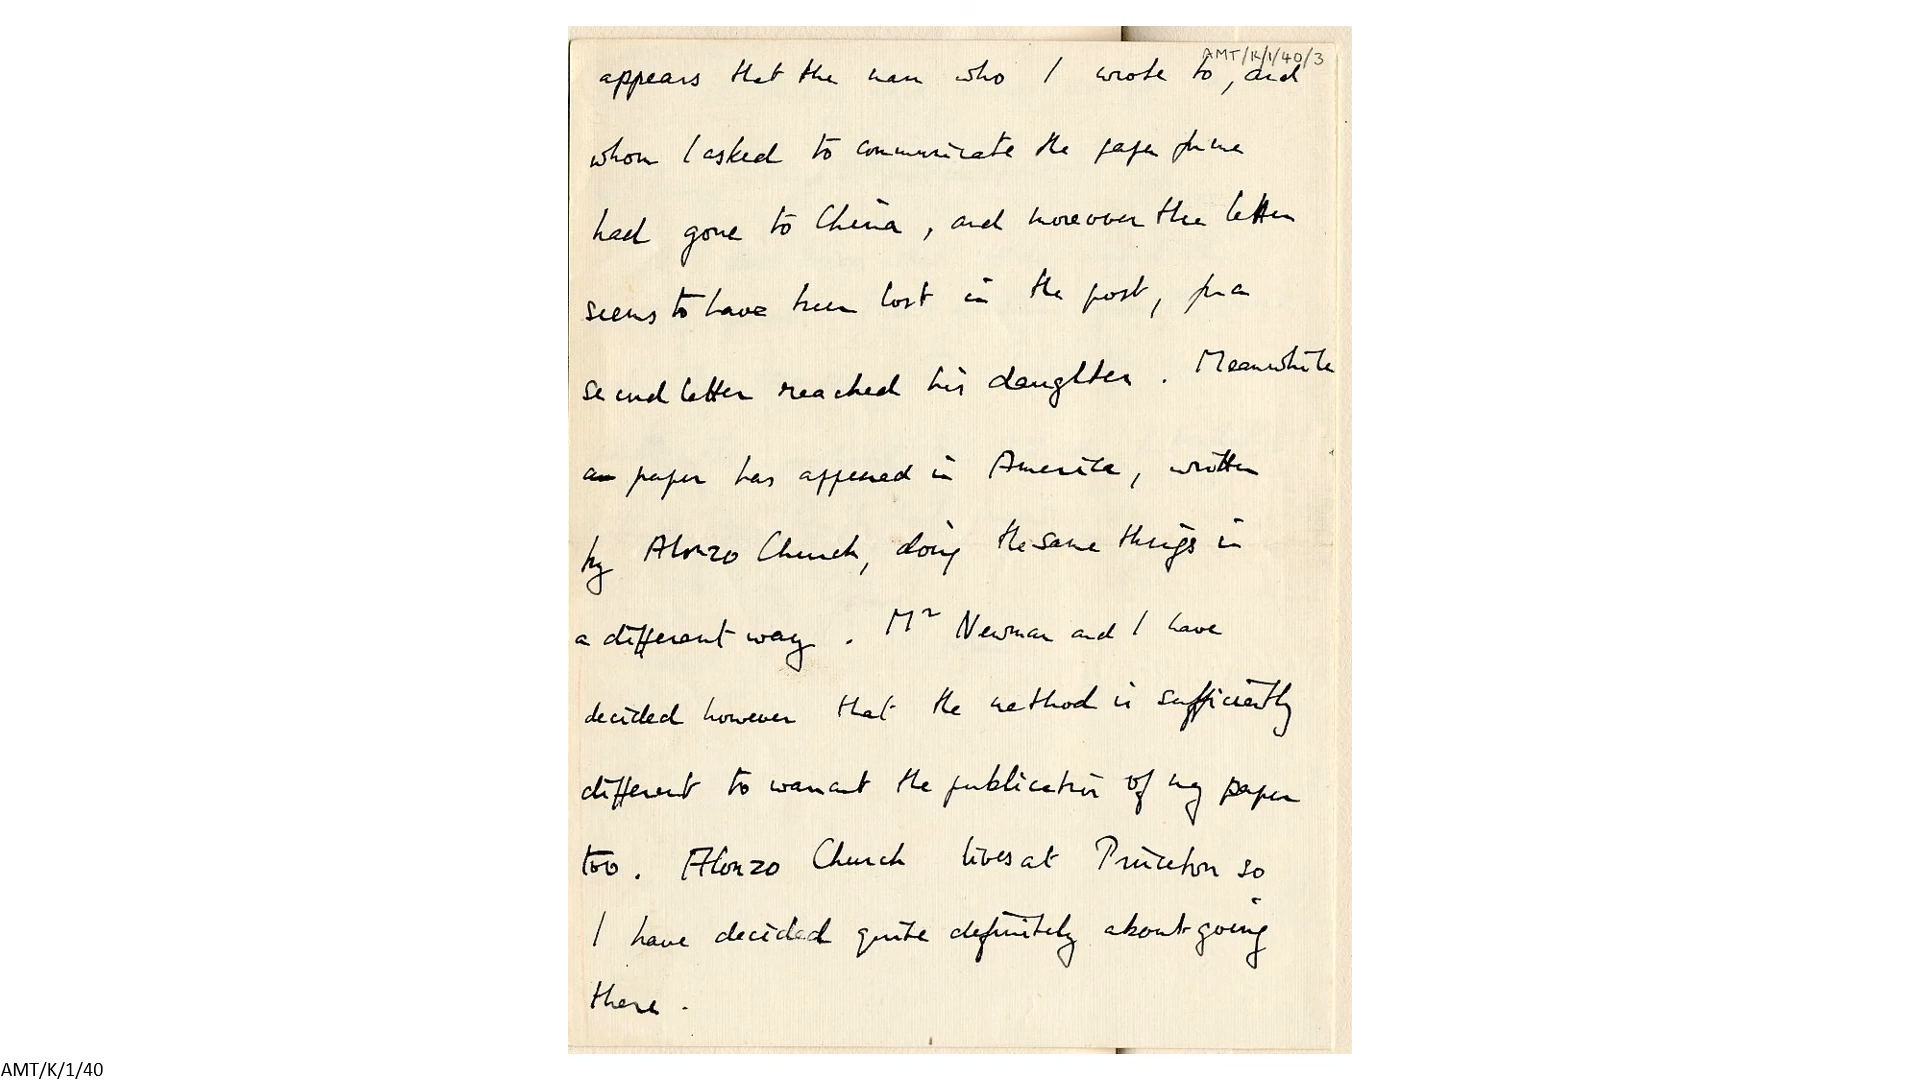 AMT/K/1/40/3
appears that the man who I wrote to, and
whom I asked to communicate the paper for me
had gone to China, and moreover the letter
seems to have been lost in the post, for a
second letter reached his daughter. Meanwhile
a paper has appeared in America, written
by Alonzo Church, doing the same things in
a different way. Mr Newman and I have
decided however that the method is sufficiently
different to warrant the publication of my paper
too. Alonzo Church lives at Princeton so
I have decided quite definitely about going
there.
AMT/K/1/40